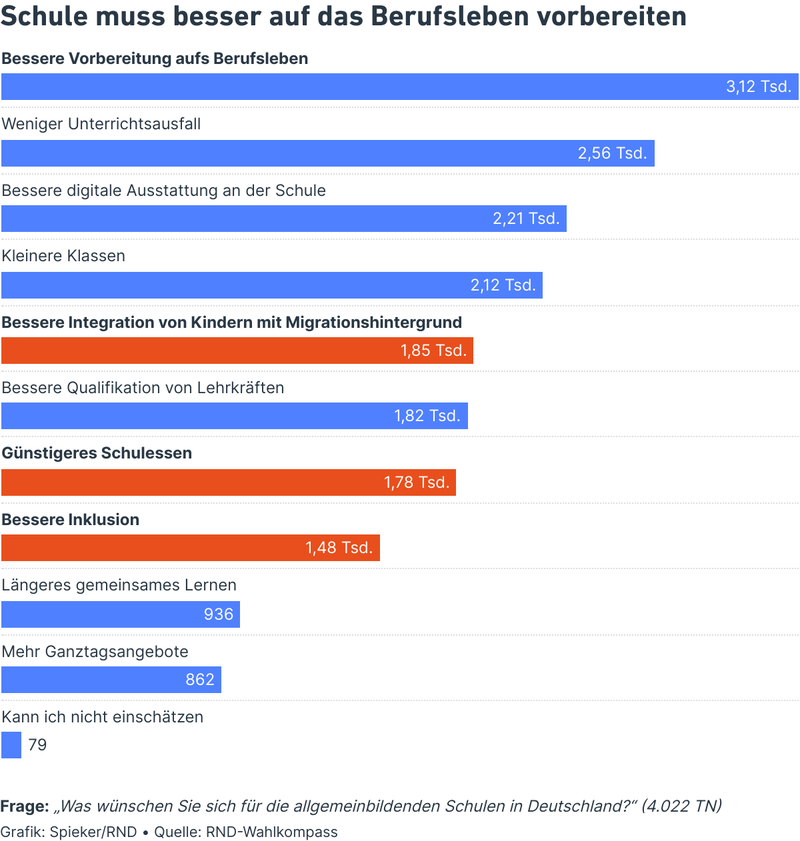 Schule muss besser auf das Berufsleben vorbereiten
Bessere Vorbereitung aufs Berufsleben
3,12 Tsd.
Weniger Unterrichtsausfall
2,56 Tsd.
Bessere digitale Ausstattung an der Schule
2,21 Tsd.
Kleinere Klassen
2,12 Tsd.
Bessere Integration von Kindern mit Migrationshintergrund
1,85 Tsd.
Bessere Qualifikation von Lehrkräften
1,82 Tsd.
Günstigeres Schulessen
1,78 Tsd.
Bessere Inklusion
1,48 Tsd.
Längeres gemeinsames Lernen
936
Mehr Ganztagsangebote
862
Kann ich nicht einschätzen
79
Frage: „Was wünschen Sie sich für die allgemeinbildenden Schulen in Deutschland?“ (4.022 TN)
Grafik: Spieker/RND • Quelle: RND-Wahlkompass